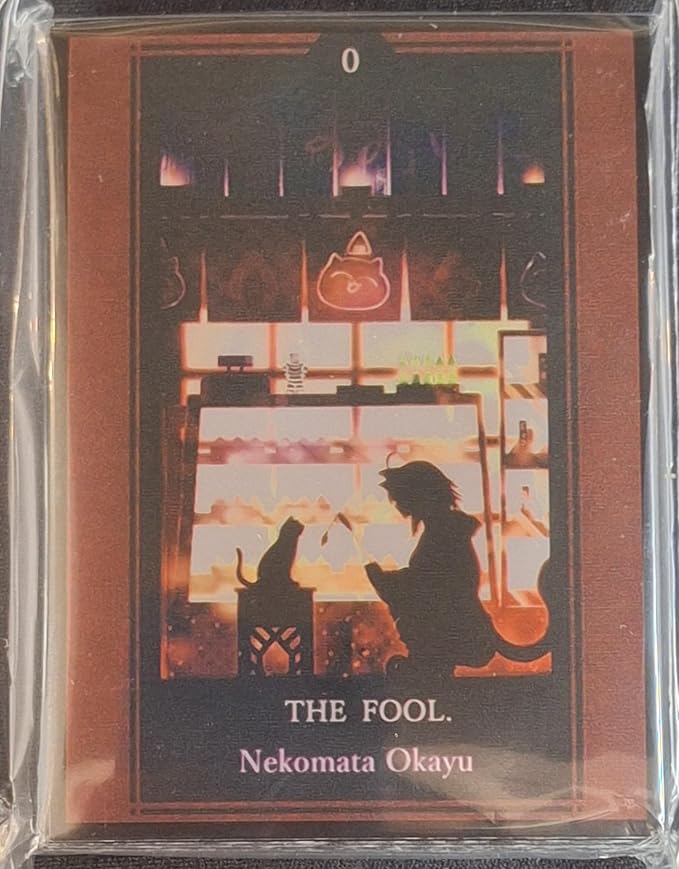 0
THE FOOL.
Nekomata Okayu